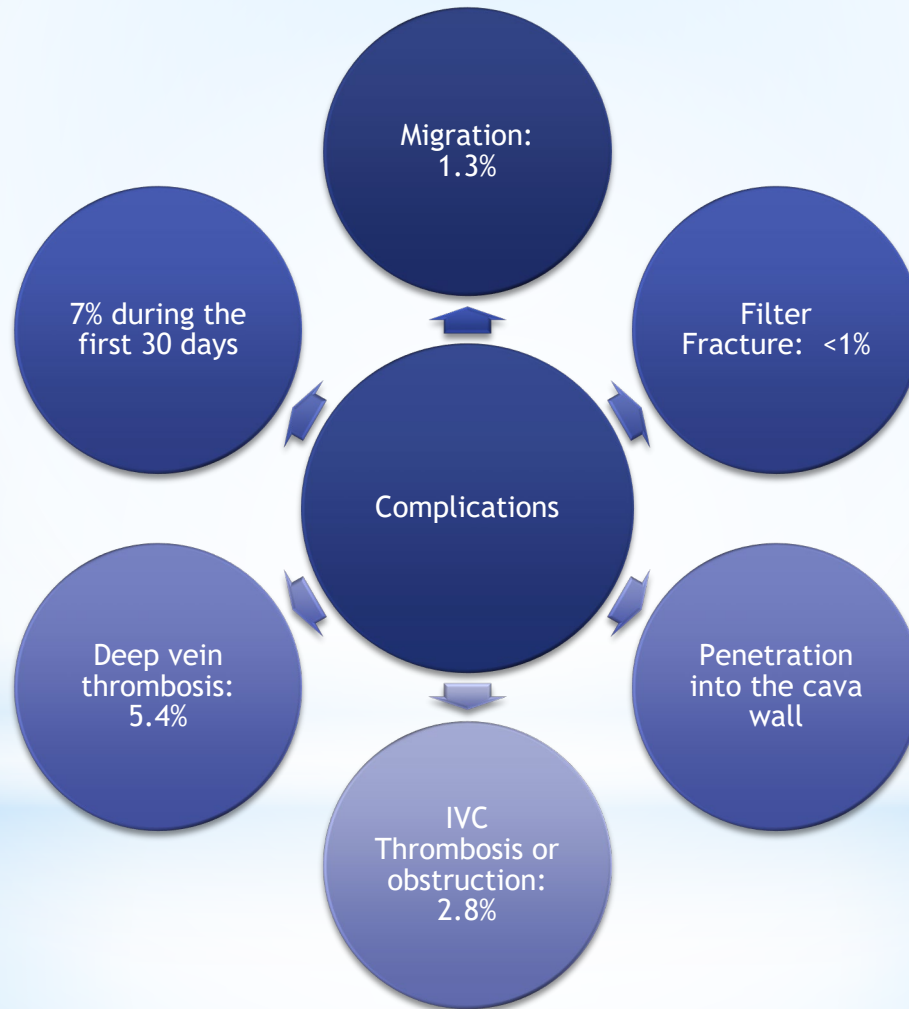 Migration:
1.3%
7% during the
first 30 days
Filter
Fracture:  <1%
Complications
Deep vein
thrombosis:
5.4%
Penetration
into the cava
wall
IVC
Thrombosis or
obstruction:
2.8%